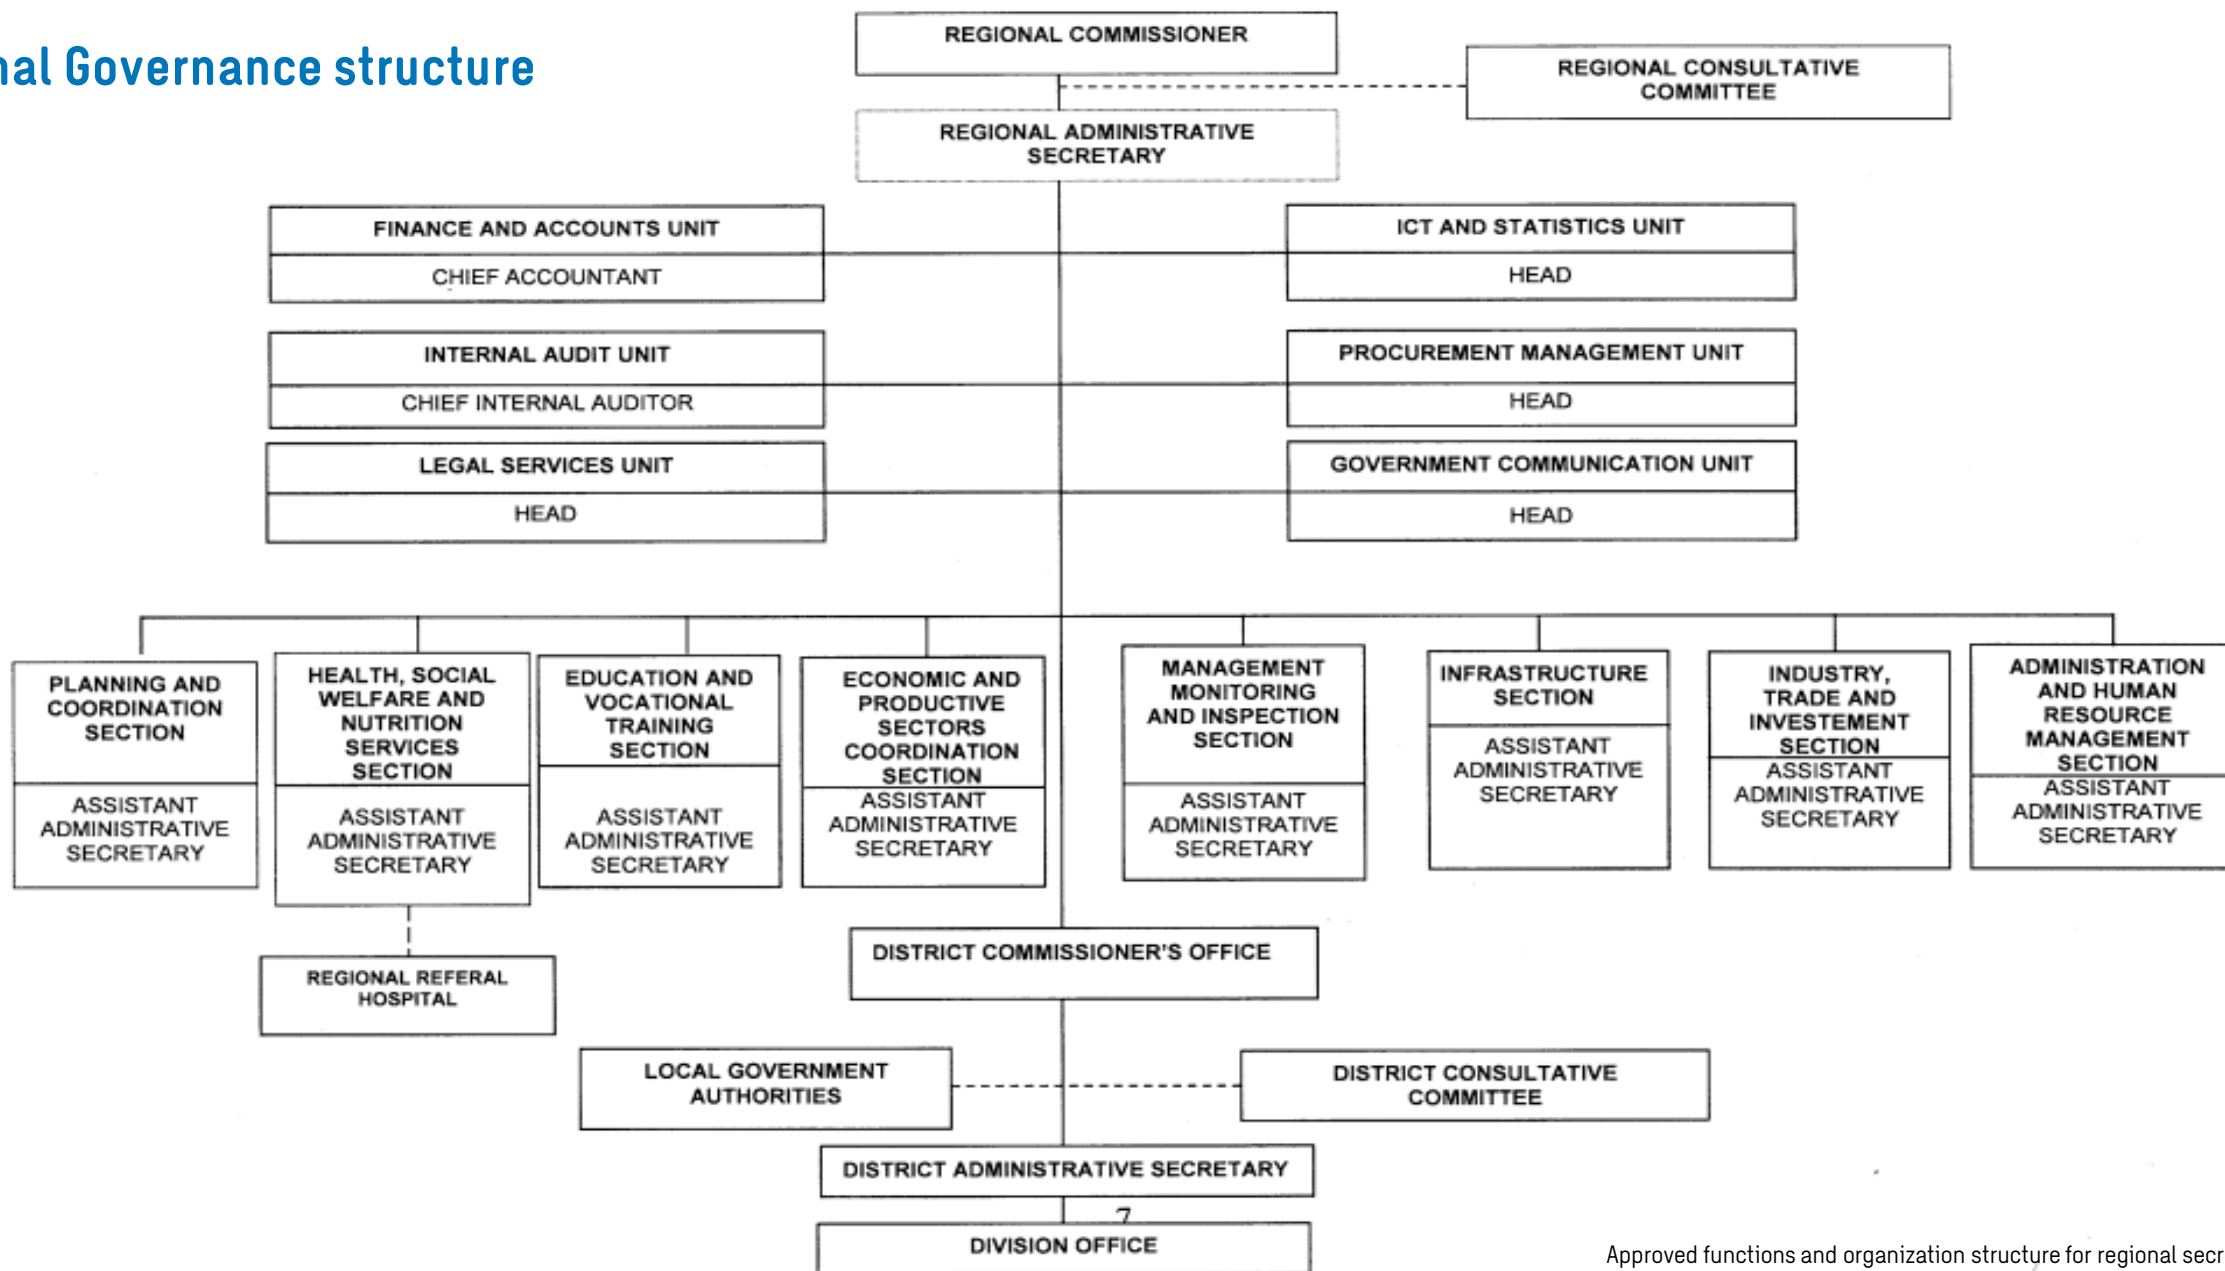 nal Governance structure
REGIONAL COMMISSIONER
REGIONAL CONSULTATIVE
COMMITTEE
REGIONAL ADMINISTRATIVE
SECRETARY
FINANCE AND ACCOUNTS UNIT
CHIEF ACCOUNTANT
ICT AND STATISTICS UNIT
HEAD
INTERNAL AUDIT UNIT
CHIEF INTERNAL AUDITOR
PROCUREMENT MANAGEMENT UNIT
HEAD
LEGAL SERVICES UNIT
HEAD
GOVERNMENT COMMUNICATION UNIT
HEAD
PLANNING AND
COORDINATION
SECTION
ASSISTANT
ADMINISTRATIVE
SECRETARY
HEALTH, SOCIAL
WELFARE AND
NUTRITION
SERVICES
SECTION
ASSISTANT
ADMINISTRATIVE
SECRETARY
EDUCATION AND
VOCATIONAL
TRAINING
SECTION
ASSISTANT
ADMINISTRATIVE
SECRETARY
ECONOMIC AND
PRODUCTIVE
SECTORS
COORDINATION
SECTION
ASSISTANT
ADMINISTRATIVE
SECRETARY
MANAGEMENT
MONITORING
AND INSPECTION
SECTION
ASSISTANT
ADMINISTRATIVE
SECRETARY
INFRASTRUCTURE
SECTION
ASSISTANT
ADMINISTRATIVE
SECRETARY
INDUSTRY,
TRADE AND
INVESTEMENT
SECTION
ASSISTANT
ADMINISTRATIVE
SECRETARY
ADMINISTRATION
AND HUMAN
RESOURCE
MANAGEMENT
SECTION
ASSISTANT
ADMINISTRATIVE
SECRETARY
REGIONAL REFERAL
HOSPITAL
DISTRICT COMMISSIONER'S OFFICE
LOCAL GOVERNMENT
AUTHORITIES
DISTRICT CONSULTATIVE
COMMITTEE
DISTRICT ADMINISTRATIVE SECRETARY
7
DIVISION OFFICE
Approved functions and organization structure for regional secr